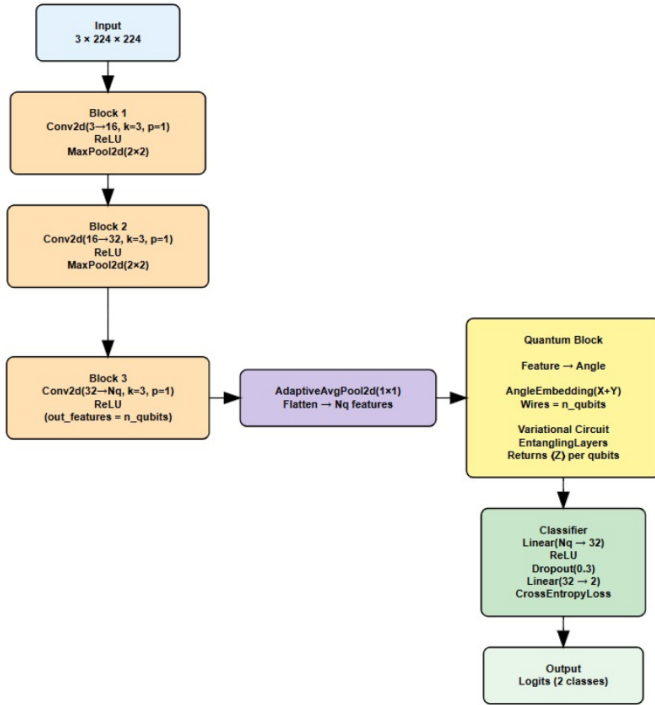 Input
3 × 224 × 224
Block 1
Conv2d(3→16, k=3, p=1)
ReLU
MaxPool2d(2×2)
Block 2
Conv2d(16→32, k=3, p=1)
ReLU
MaxPool2d(2×2)
Block 3
Conv2d(32→Nq, k=3, p=1)
ReLU
(out_features = n_qubits)
AdaptiveAvgPool2d(1×1)
Flatten → Nq features
Quantum Block
Feature → Angle
AngleEmbedding(X+Y)
Wires = n_qubits
Variational Circuit
EntanglingLayers
Returns ⟨Z⟩ per qubits
Classifier
Linear(Nq → 32)
ReLU
Dropout(0.3)
Linear(32 → 2)
CrossEntropyLoss
Output
Logits (2 classes)